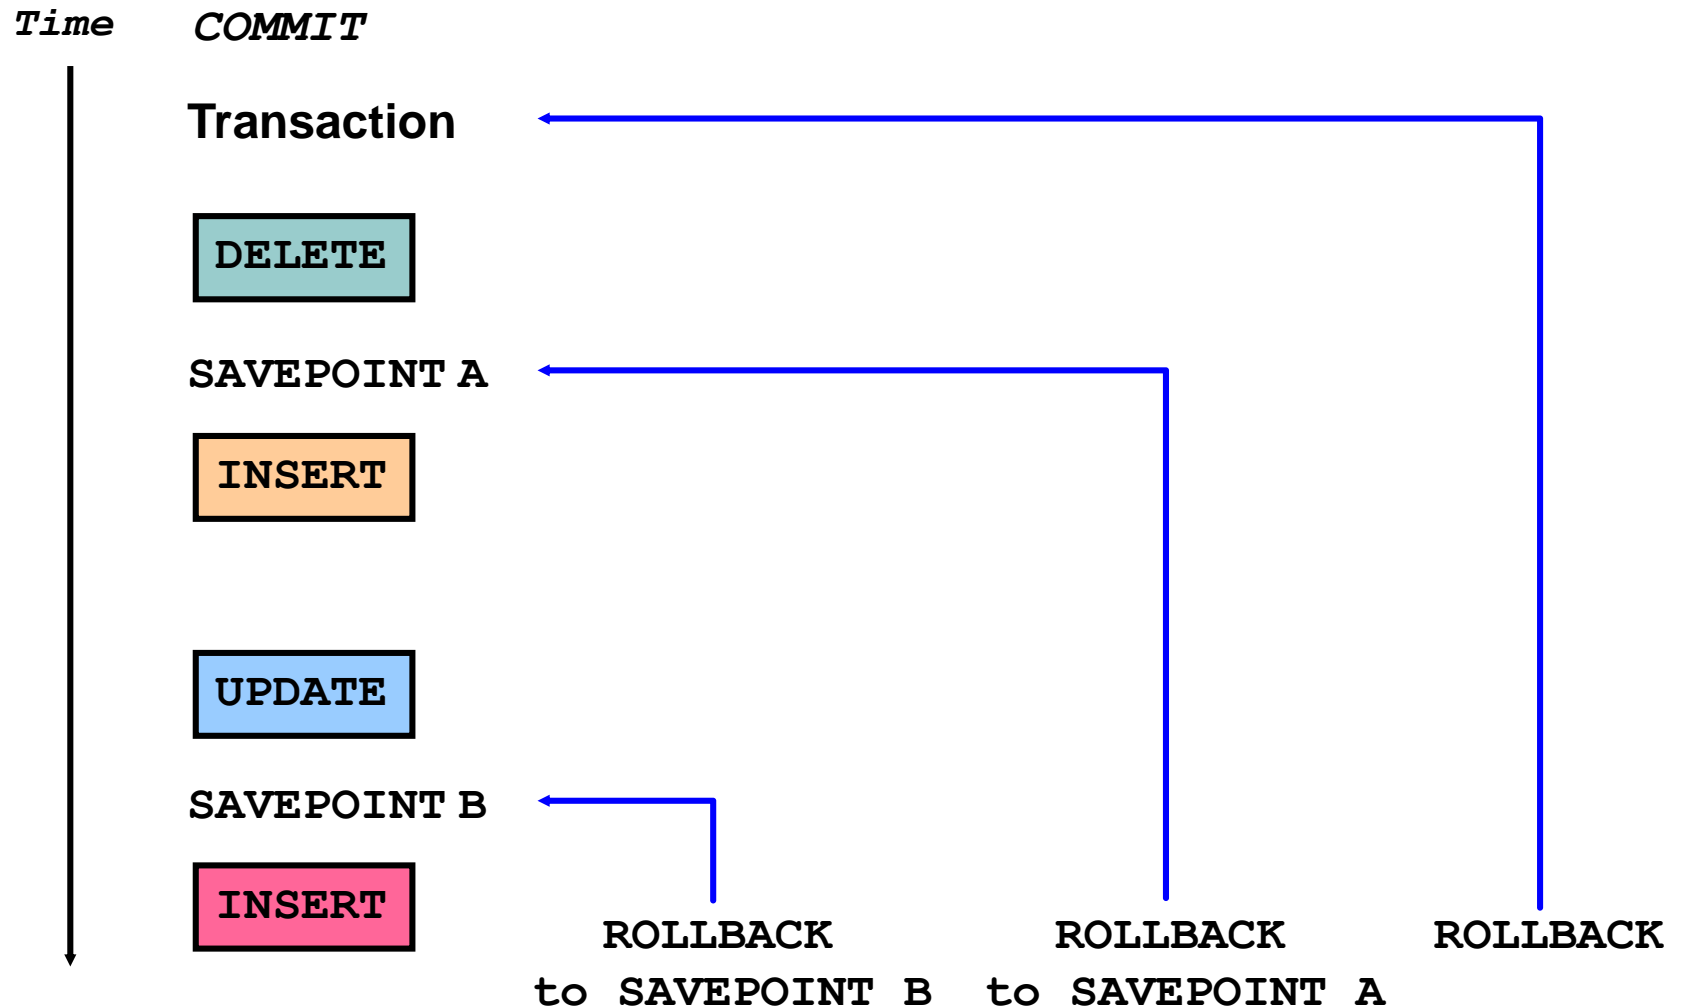 Time COMMIT
Transaction
DELETE
SAVEPOINT A
INSERT
UPDATE
SAVEPOINT B
INSERT
ROLLBACK
to SAVEPOINT B
ROLLBACK
to SAVEPOINT A
ROLLBACK